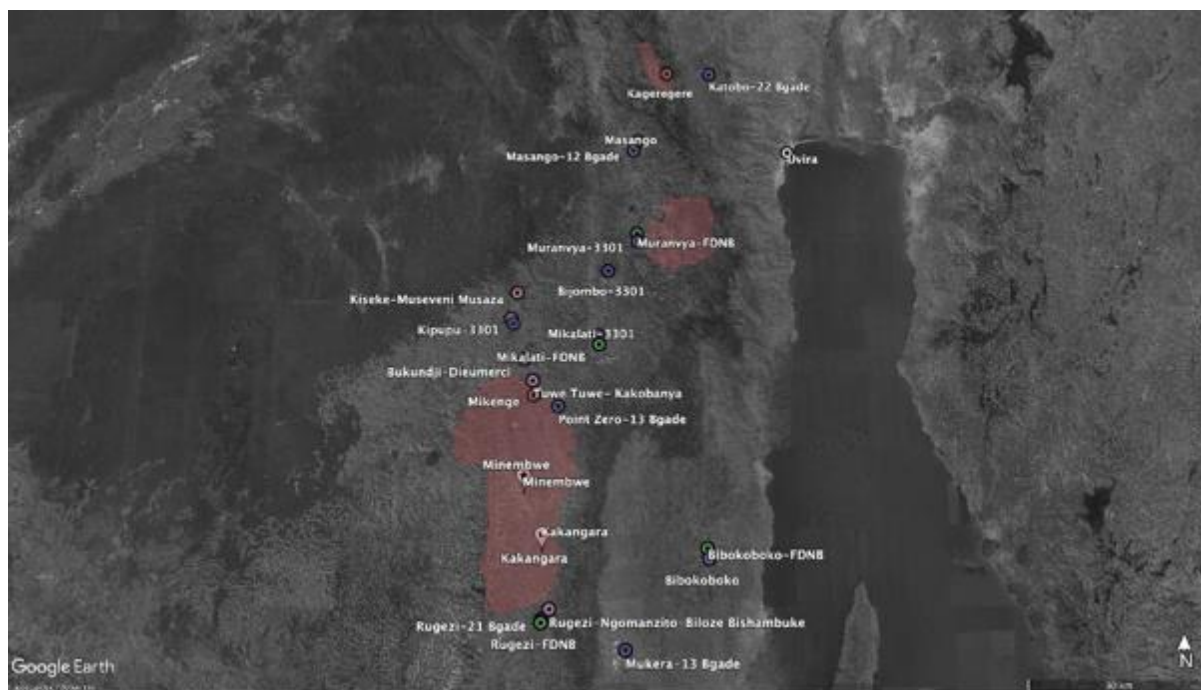 Kageregere
Katobo-22 Bgade
Masango
Masango-12 Bgade
Uvira
Muranvya-3301
Muranvya-FDNB
Bijombo-3301
Kiseke-Museveni Musaza
Kipupu-3301
Mikalati-3301
Mikalati-FDNB
Bukundji-Dieumerci
Tuwe Tuwe- Kakobanya
Mikenge
Point Zero-13 Bgade
Minembwe
Minembwe
Kakangara
Kakangara
Bibokoboko-FDNB
Bibokoboko
Rugezi-21 Bgade
Rugezi-Ngomanzito-Biloze Bishambuke
Rugezi-FDNB
Mukera-13 Bgade
Google Earth
N